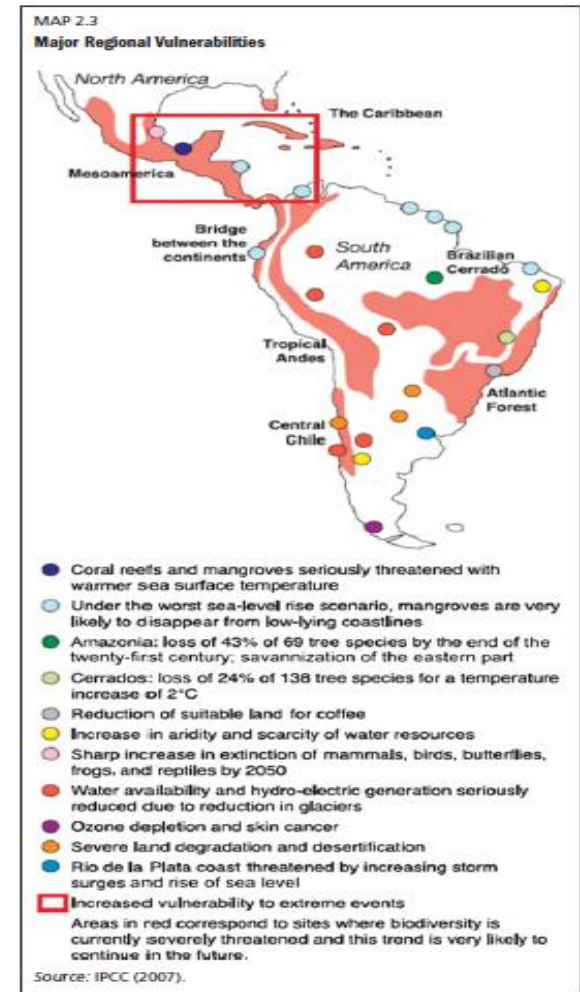 MAP 2.3
Major Regional Vulnerabilities
North America
The Caribbean
Mesoamerica
Bridge
between the
continents
South
America
Brazilian
Cerrado
Tropical
Andes
Atlantic
Forest
Central
Chile
Coral reefs and mangroves seriously threatened with
warmer sea surface temperature
Under the worst sea-level rise scenario, mangroves are very
likely to disappear from low-lying coastlines
Amazonia: loss of 43% of 69 tree species by the end of the
twenty-first century; savannization of the eastern part
Cerrados: loss of 24% of 138 tree species for a temperature
increase of 2°C
Reduction of suitable land for coffee
Increase in aridity and scarcity of water resources
Sharp increase in extinction of mammals, birds, butterflies,
frogs, and reptiles by 2050
Water availability and hydro-electric generation seriously
reduced due to reduction in glaciers
Ozone depletion and skin cancer
Severe land degradation and desertification
Rio de la Plata coast threatened by increasing storm
surges and rise of sea level
Increased vulnerability to extreme events
Areas in red correspond to sites where biodiversity is
currently severely threatened and this trend is very likely to
continue in the future.
Source: IPCC (2007).